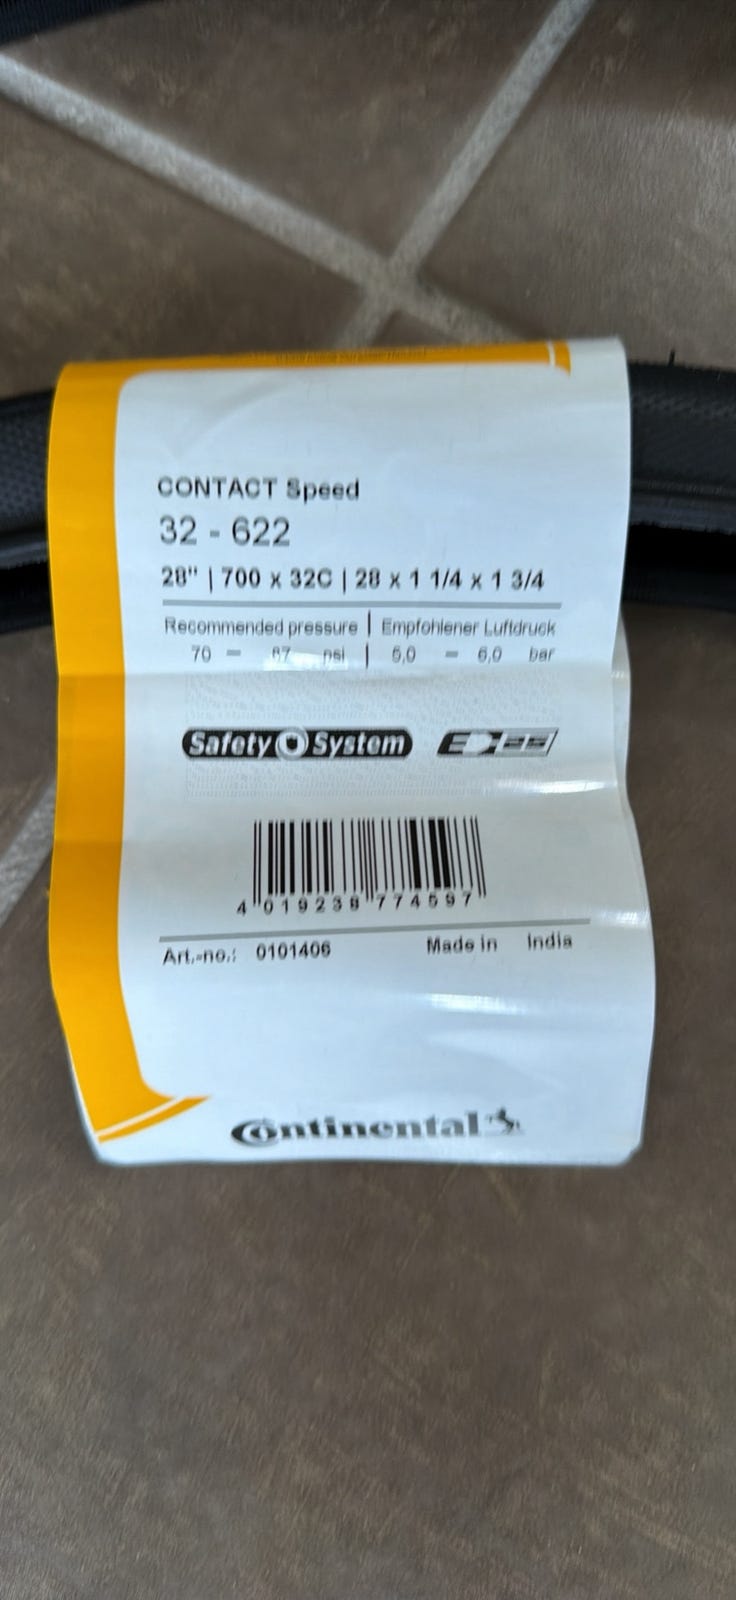 CONTACT Speed
32 - 622
28" | 700 x 32C | 28 x 1 1/4 x 1 3/4
Recommended pressure | Empfohlener Luftdruck
70 – 87 psi | 5,0 – 6,0 bar
Safety System
4 019238 774597
Art.-no.: 0101406 Made in India
Continental